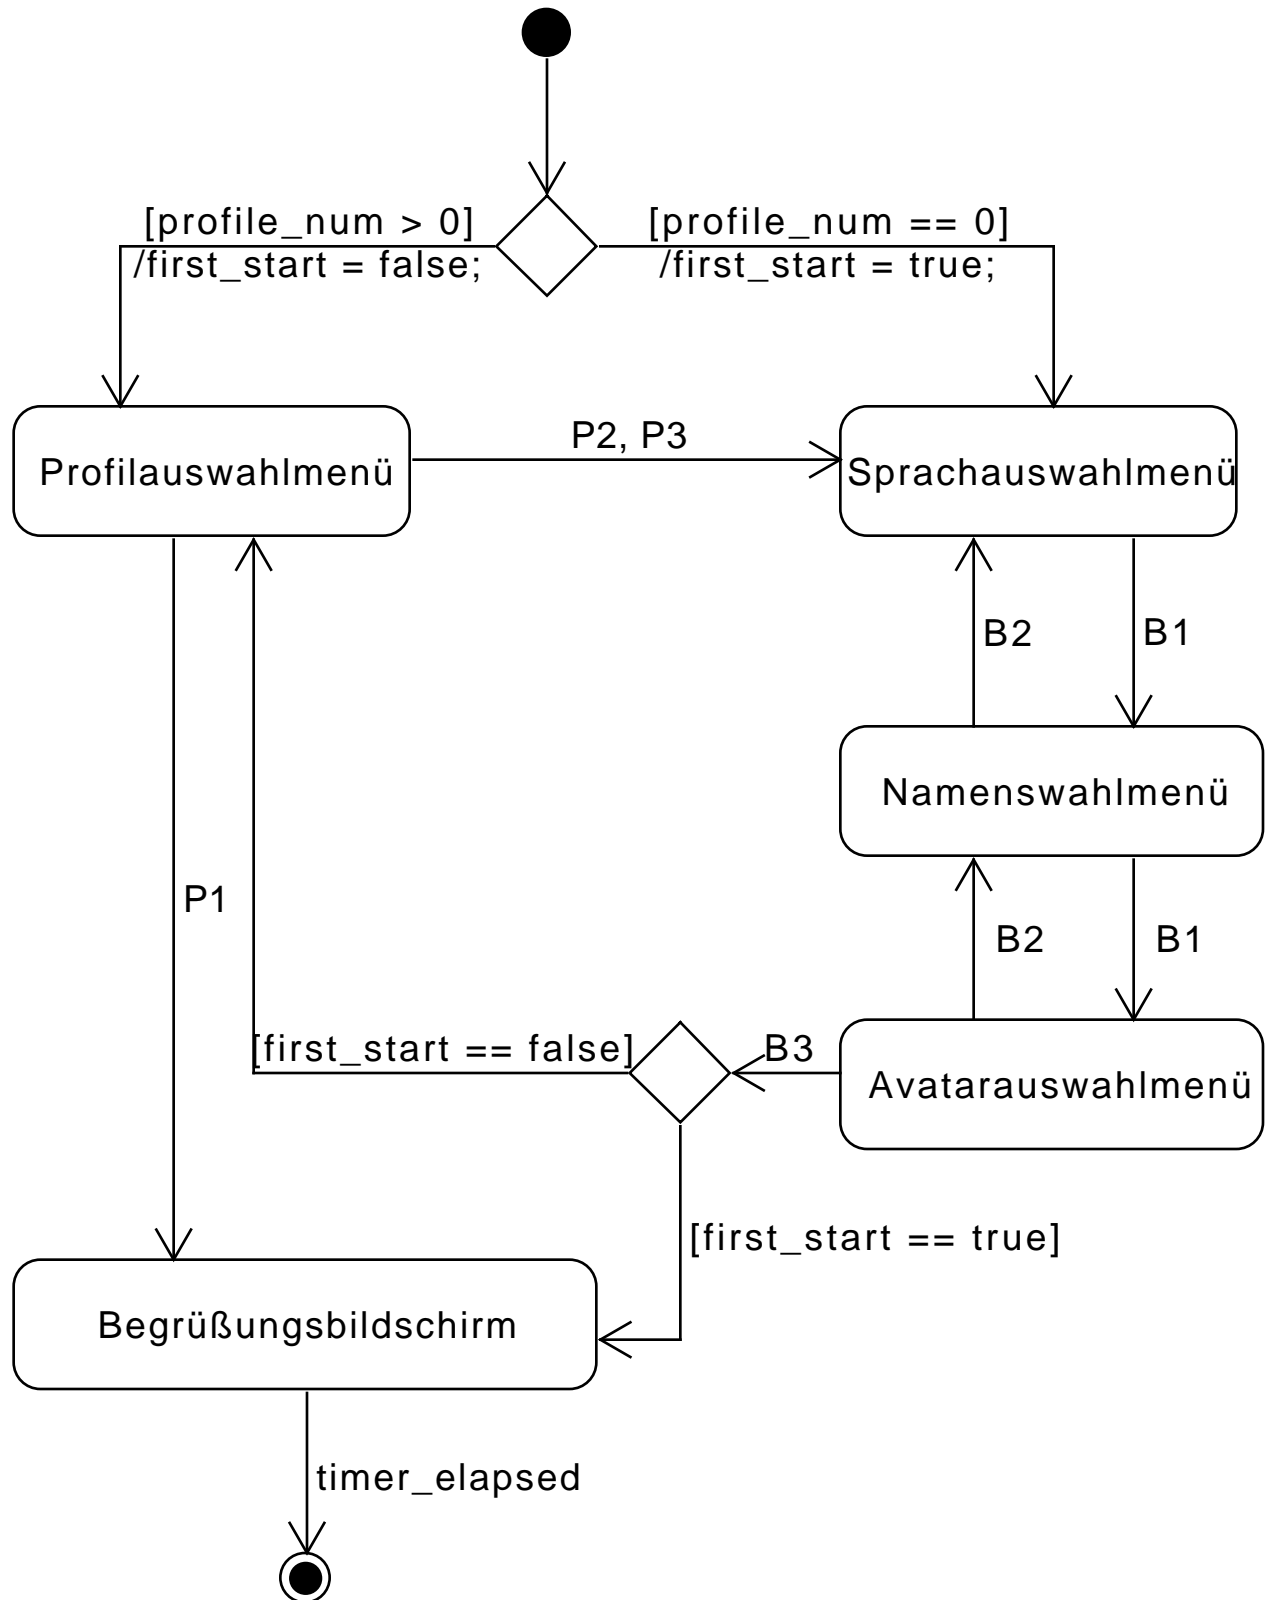 [profile_num > 0]
/first_start = false;
[profile_num == 0]
/first_start = true;
Profilauswahlmenü
P2, P3
Sprachauswahlmenü
B2
B1
Namenswahlmenü
P1
B2
B1
[first_start == false]
B3
Avatarauswahlmenü
[first_start == true]
Begrüßungsbildschirm
timer_elapsed